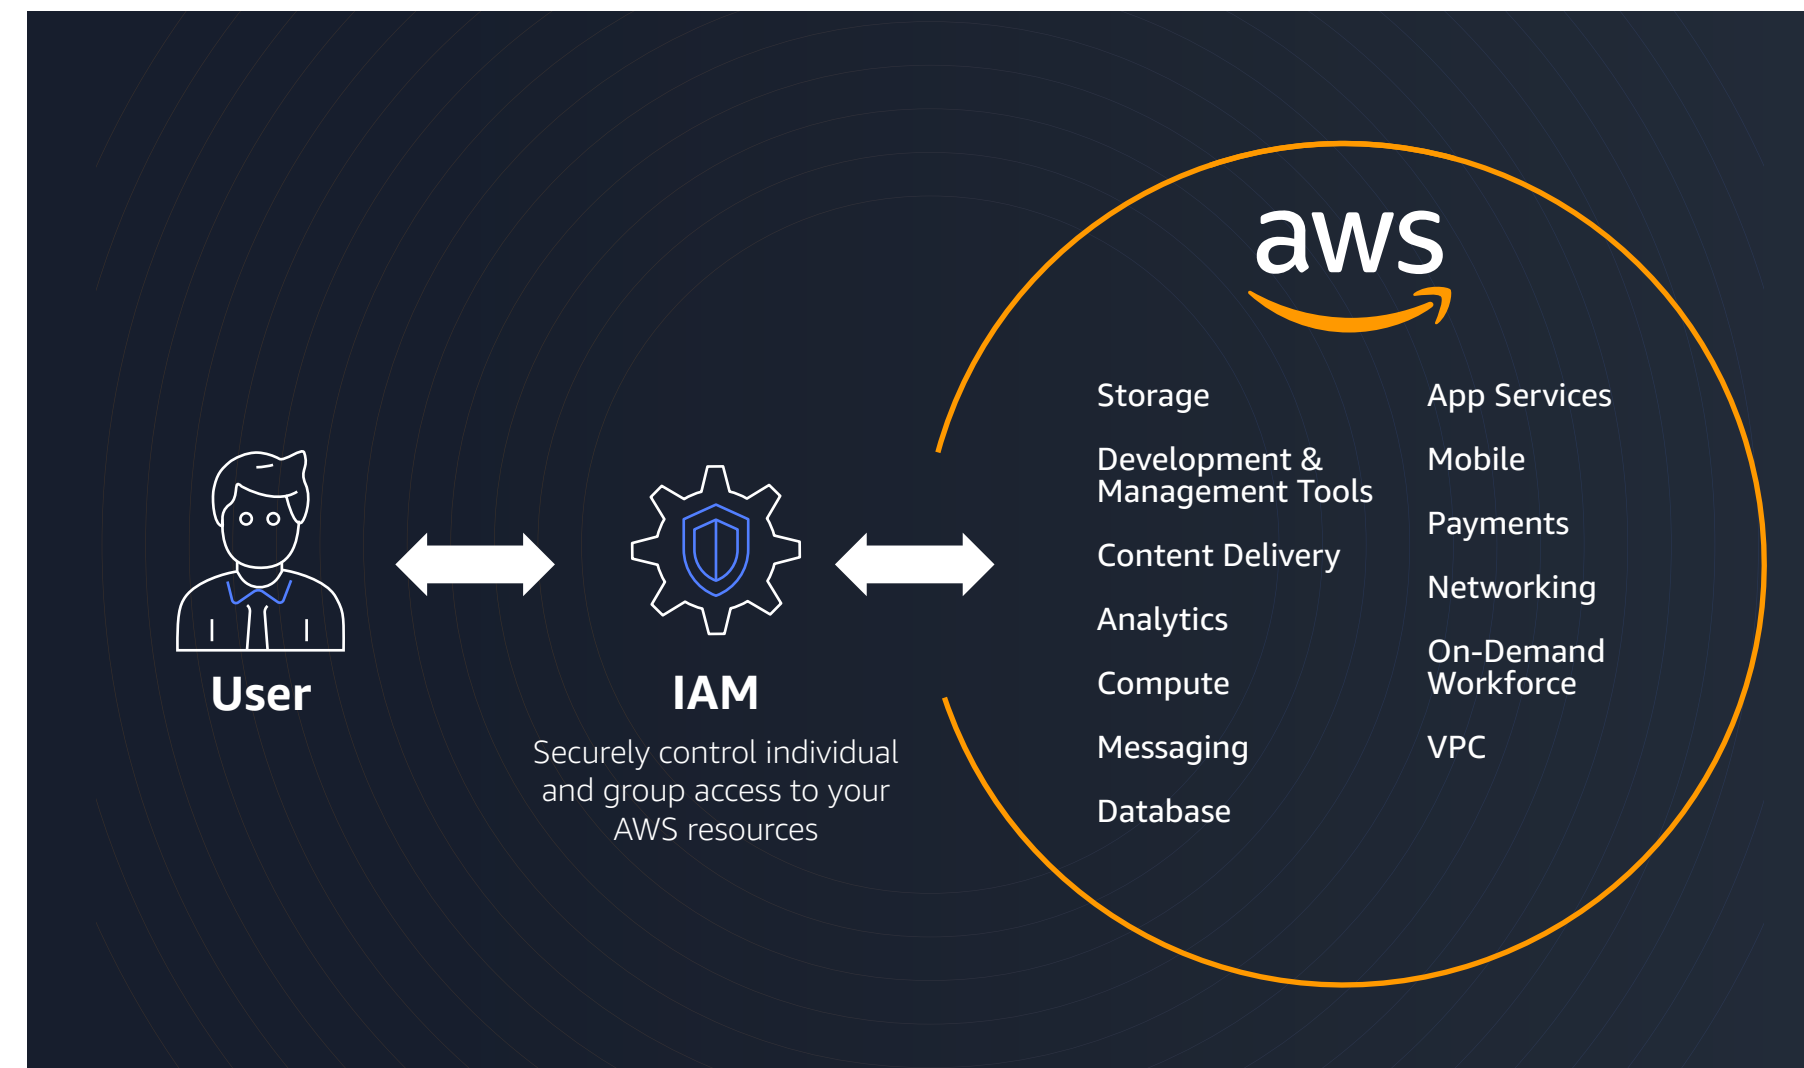 aws
Storage
Development &
Management Tools
Content Delivery
Analytics
Compute
Messaging
Database
App Services
Mobile
Payments
Networking
On-Demand
Workforce
VPC
User
IAM
Securely control individual
and group access to your
AWS resources